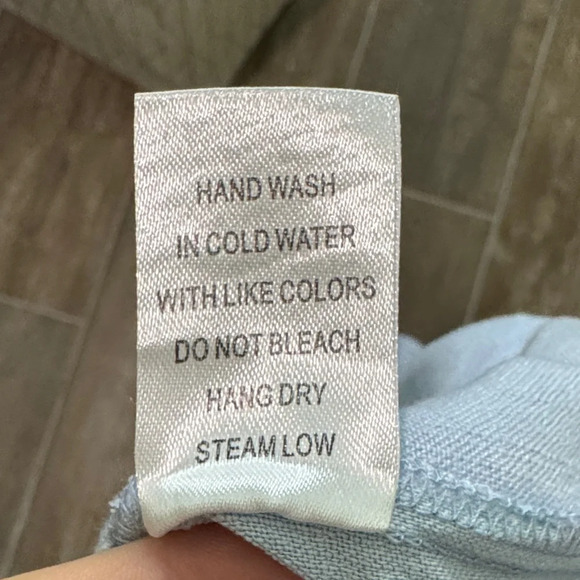 HAND WASH
IN COLD WATER
WITH LIKE COLORS
DO NOT BLEACH
HANG DRY
STEAM LOW